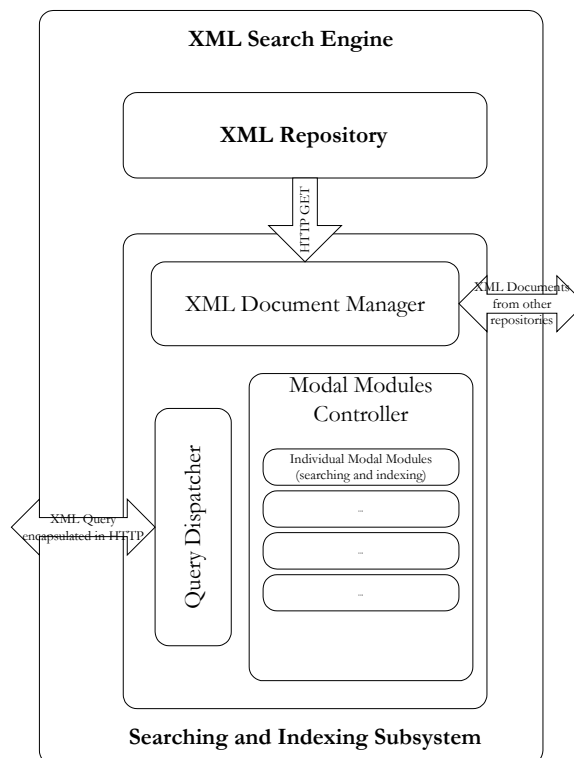 XML Search Engine
XML Repository
HTTP GET
XML Document Manager
XML Documents
from other
repositories
Modal Modules
Controller
Individual Modal Modules
(searching and indexing)
...
...
...
Query Dispatcher
XML Query
encapsulated in HTTP
Searching and Indexing Subsystem